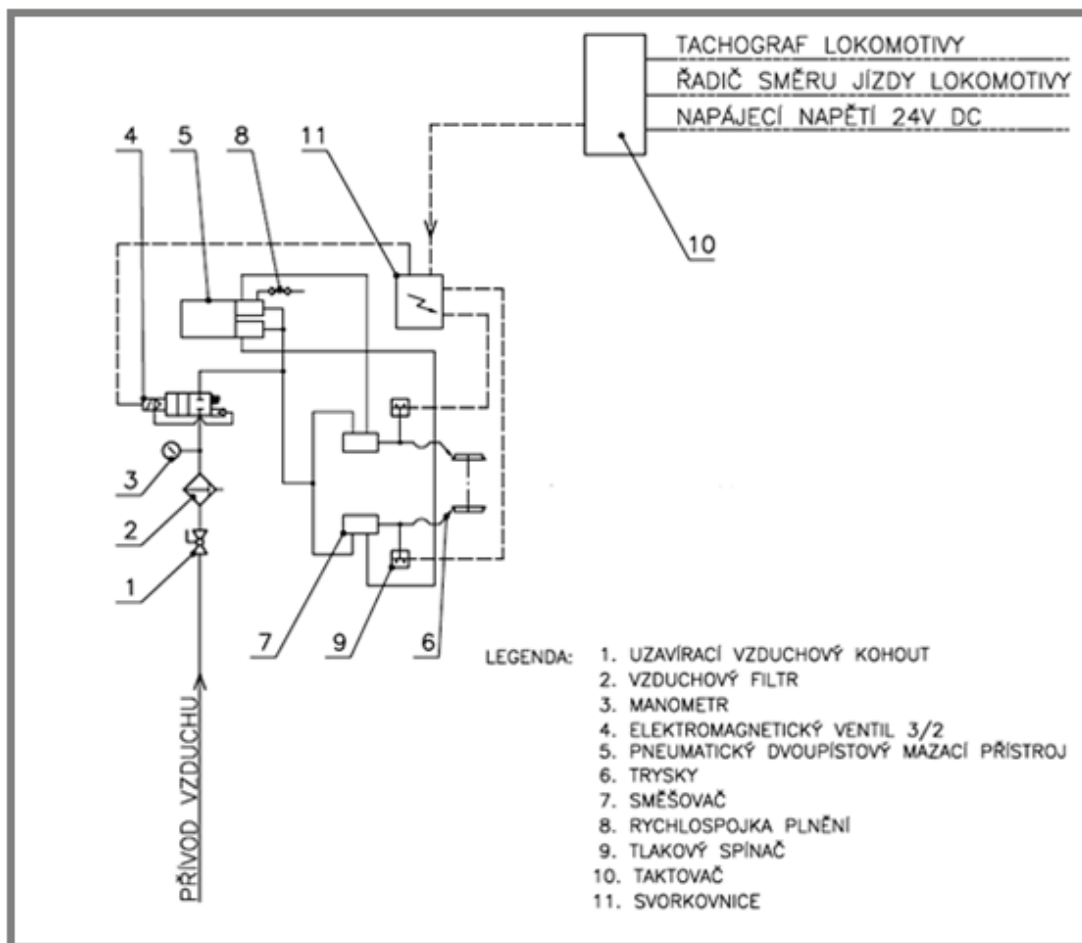 TACHOGRAF LOKOMOTIVY
ŘADIČ SMĚRU JÍZDY LOKOMOTIVY
NAPÁJECÍ NAPĚTÍ 24V DC
4 5 8 11
10
3
2
1
7 9 6
PŘÍVOD VZDUCHU
LEGENDA: 1. UZAVÍRACÍ VZDUCHOVÝ KOHOUT
2. VZDUCHOVÝ FILTR
3. MANOMETR
4. ELEKTROMAGNETICKÝ VENTIL 3/2
5. PNEUMATICKÝ DVOUPÍSTOVÝ MAZACÍ PŘÍSTROJ
6. TRYSKY
7. SMĚŠOVAČ
8. RYCHLOSPOJKA PLNĚNÍ
9. TLAKOVÝ SPÍNAČ
10. TAKTOVAČ
11. SVORKOVNICE